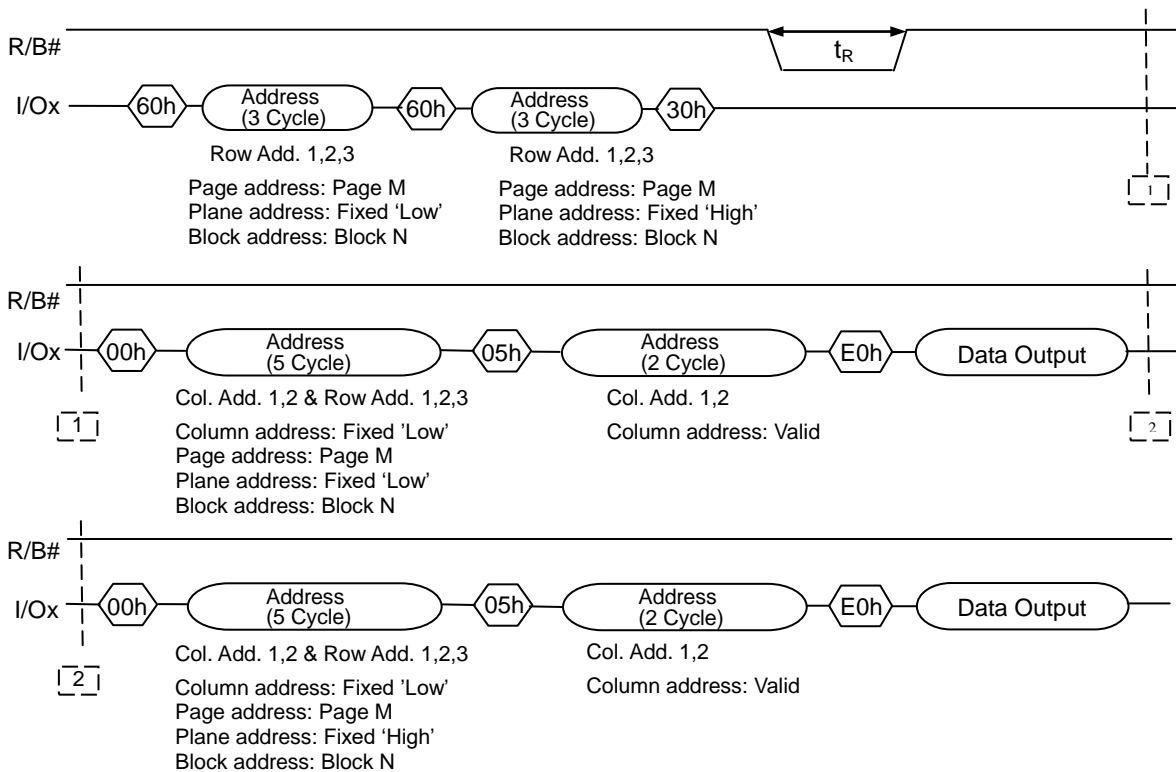 R/B#
tR
I/Ox
60h
Address
(3 Cycle)
60h
Address
(3 Cycle)
30h
Row Add. 1,2,3
Page address: Page M
Plane address: Fixed ‘Low’
Block address: Block N
Row Add. 1,2,3
Page address: Page M
Plane address: Fixed ‘High’
Block address: Block N
1
R/B#
I/Ox
00h
Address
(5 Cycle)
05h
Address
(2 Cycle)
E0h
Data Output
Col. Add. 1,2 & Row Add. 1,2,3
Column address: Fixed ‘Low’
Page address: Page M
Plane address: Fixed ‘Low’
Block address: Block N
Col. Add. 1,2
Column address: Valid
1
2
R/B#
I/Ox
00h
Address
(5 Cycle)
05h
Address
(2 Cycle)
E0h
Data Output
Col. Add. 1,2 & Row Add. 1,2,3
Column address: Fixed ‘Low’
Page address: Page M
Plane address: Fixed ‘High’
Block address: Block N
Col. Add. 1,2
Column address: Valid
2